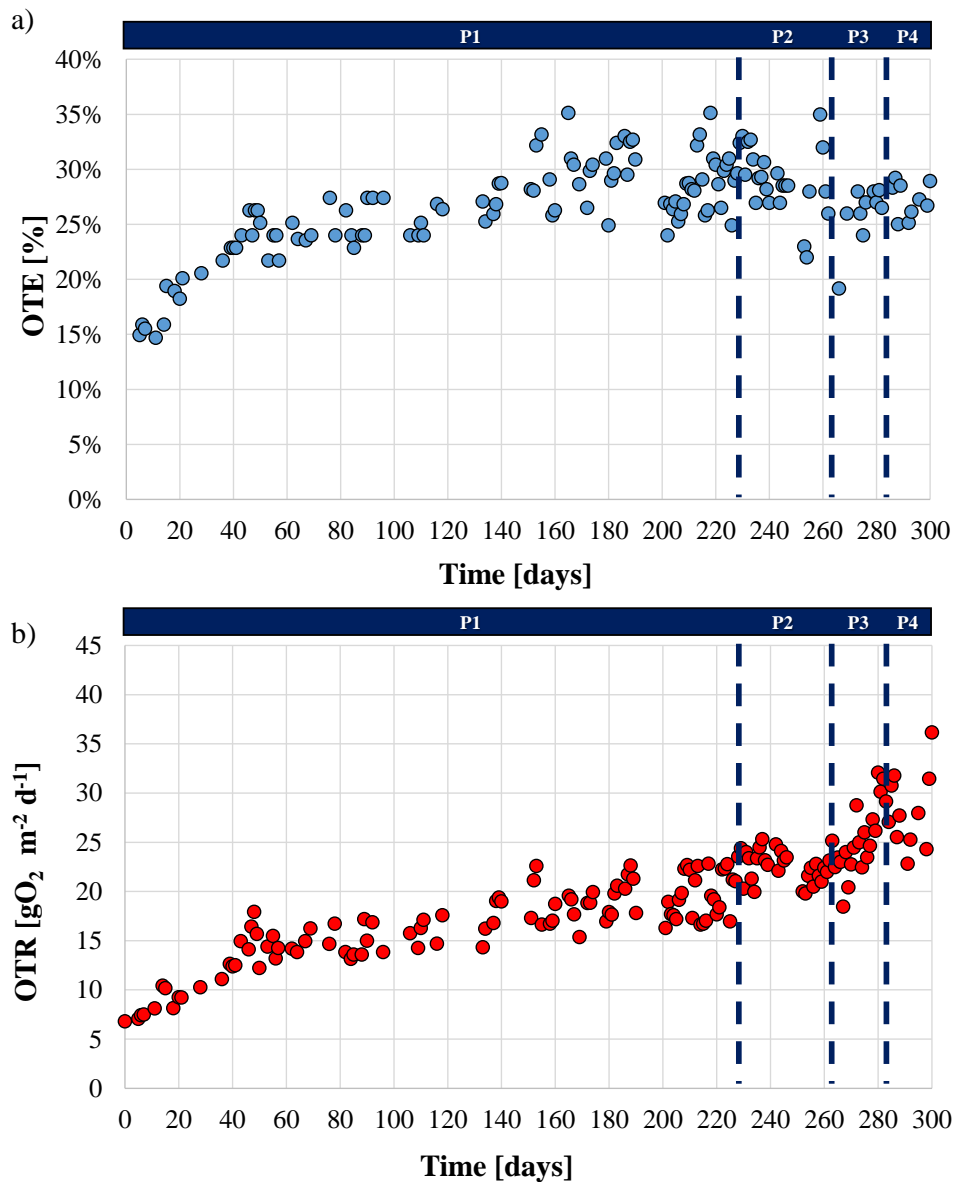 a)
P1 P2 P3 P4
40%
35%
30%
25%
20%
15%
10%
5%
0%
OTE [%]
0 20 40 60 80 100 120 140 160 180 200 220 240 260 280 300
Time [days]
b)
P1 P2 P3 P4
45
40
35
30
25
20
15
10
5
0
OTR [gO₂ m⁻² d⁻¹]
0 20 40 60 80 100 120 140 160 180 200 220 240 260 280 300
Time [days]